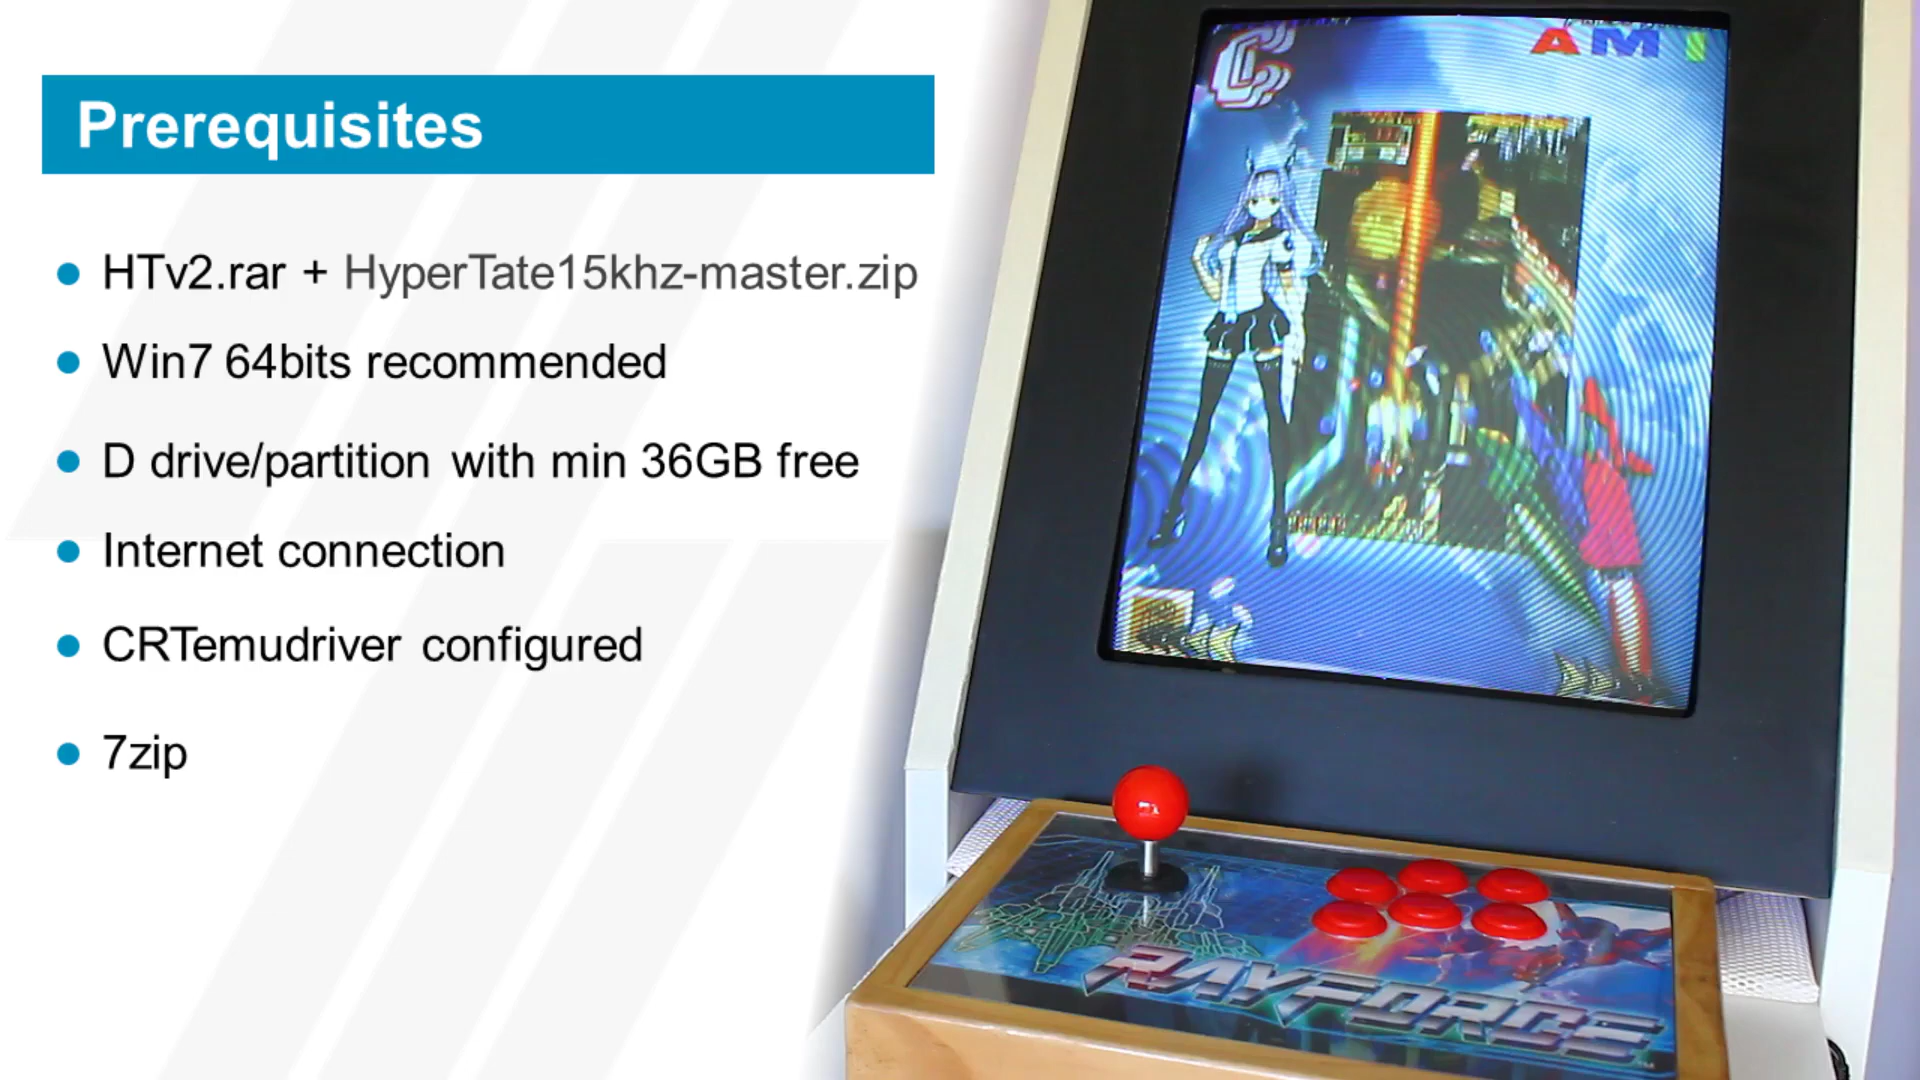 Prerequisites
HTv2.rar + HyperTate15khz-master.zip
Win7 64bits recommended
D drive/partition with min 36GB free
Internet connection
CRTemudriver configured
7zip
RAYFORCE